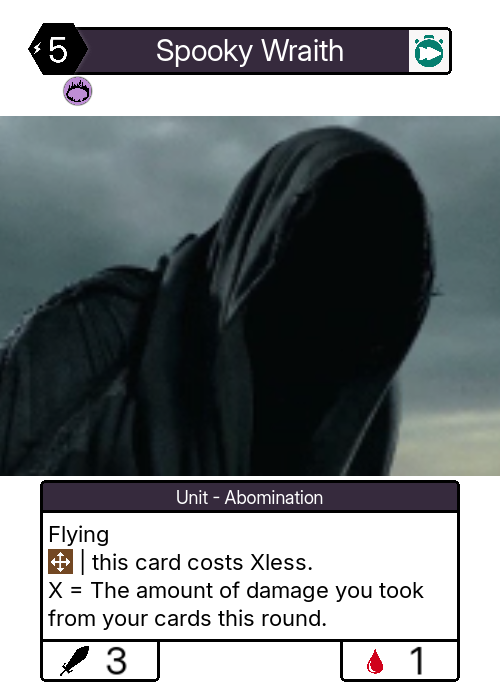 5
Spooky Wraith
Unit - Abomination
Flying
| this card costs Xless.
X = The amount of damage you took
from your cards this round.
3
1